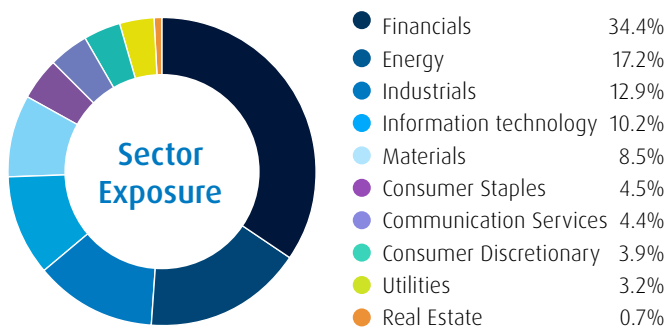 Sector
Exposure
Financials 34.4%
Energy 17.2%
Industrials 12.9%
Information technology 10.2%
Materials 8.5%
Consumer Staples 4.5%
Communication Services 4.4%
Consumer Discretionary 3.9%
Utilities 3.2%
Real Estate 0.7%